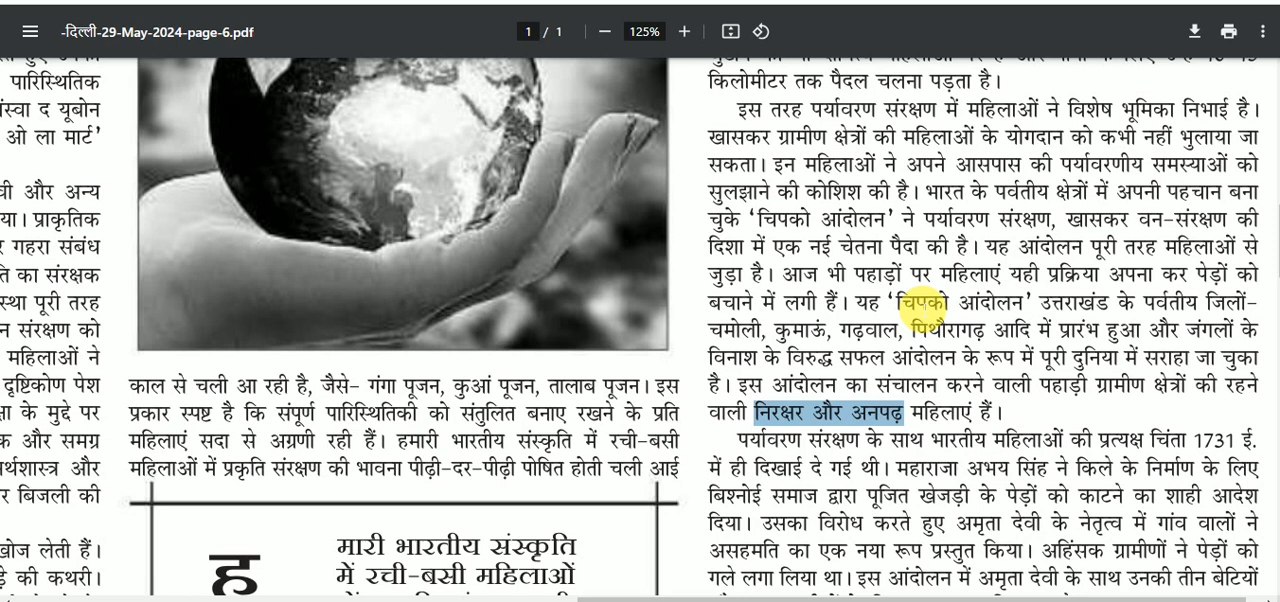 -दिल्ली-29-May-2024-page-6.pdf
1 / 1
125%
पारिस्थितिक
स्वा द यूबोन
ओ ला मार्ट’
वी और अन्य
या। प्राकृतिक
र गहरा संबंध
ति का संरक्षक
स्था पूरी तरह
न संरक्षण को
महिलाओं ने
दृष्टिकोण पेश
क्षा के मुद्दे पर
क और समग्र
र्थशास्त्र और
र बिजली की
खोज लेती हैं।
ड़े की कथरी।
काल से चली आ रही है, जैसे- गंगा पूजन, कुआं पूजन, तालाब पूजन। इस
प्रकार स्पष्ट है कि संपूर्ण पारिस्थितिकी को संतुलित बनाए रखने के प्रति
महिलाएं सदा से अग्रणी रही हैं। हमारी भारतीय संस्कृति में रची-बसी
महिलाओं में प्रकृति संरक्षण की भावना पीढ़ी-दर-पीढ़ी पोषित होती चली आई
ह
मारी भारतीय संस्कृति
में रची-बसी महिलाओं
किलोमीटर तक पैदल चलना पड़ता है।
इस तरह पर्यावरण संरक्षण में महिलाओं ने विशेष भूमिका निभाई है।
खासकर ग्रामीण क्षेत्रों की महिलाओं के योगदान को कभी नहीं भुलाया जा
सकता। इन महिलाओं ने अपने आसपास की पर्यावरणीय समस्याओं को
सुलझाने की कोशिश की है। भारत के पर्वतीय क्षेत्रों में अपनी पहचान बना
चुके ‘चिपको आंदोलन’ ने पर्यावरण संरक्षण, खासकर वन-संरक्षण की
दिशा में एक नई चेतना पैदा की है। यह आंदोलन पूरी तरह महिलाओं से
जुड़ा है। आज भी पहाड़ों पर महिलाएं यही प्रक्रिया अपना कर पेड़ों को
बचाने में लगी हैं। यह ‘चिपको आंदोलन’ उत्तराखंड के पर्वतीय जिलों-
चमोली, कुमाऊं, गढ़वाल, पिथौरागढ़ आदि में प्रारंभ हुआ और जंगलों के
विनाश के विरुद्ध सफल आंदोलन के रूप में पूरी दुनिया में सराहा जा चुका
है। इस आंदोलन का संचालन करने वाली पहाड़ी ग्रामीण क्षेत्रों की रहने
वाली निरक्षर और अनपढ़ महिलाएं हैं।
पर्यावरण संरक्षण के साथ भारतीय महिलाओं की प्रत्यक्ष चिंता 1731 ई.
में ही दिखाई दे गई थी। महाराजा अभय सिंह ने किले के निर्माण के लिए
बिश्नोई समाज द्वारा पूजित खेजड़ी के पेड़ों को काटने का शाही आदेश
दिया। उसका विरोध करते हुए अमृता देवी के नेतृत्व में गांव वालों ने
असहमति का एक नया रूप प्रस्तुत किया। अहिंसक ग्रामीणों ने पेड़ों को
गले लगा लिया था। इस आंदोलन में अमृता देवी के साथ उनकी तीन बेटियों